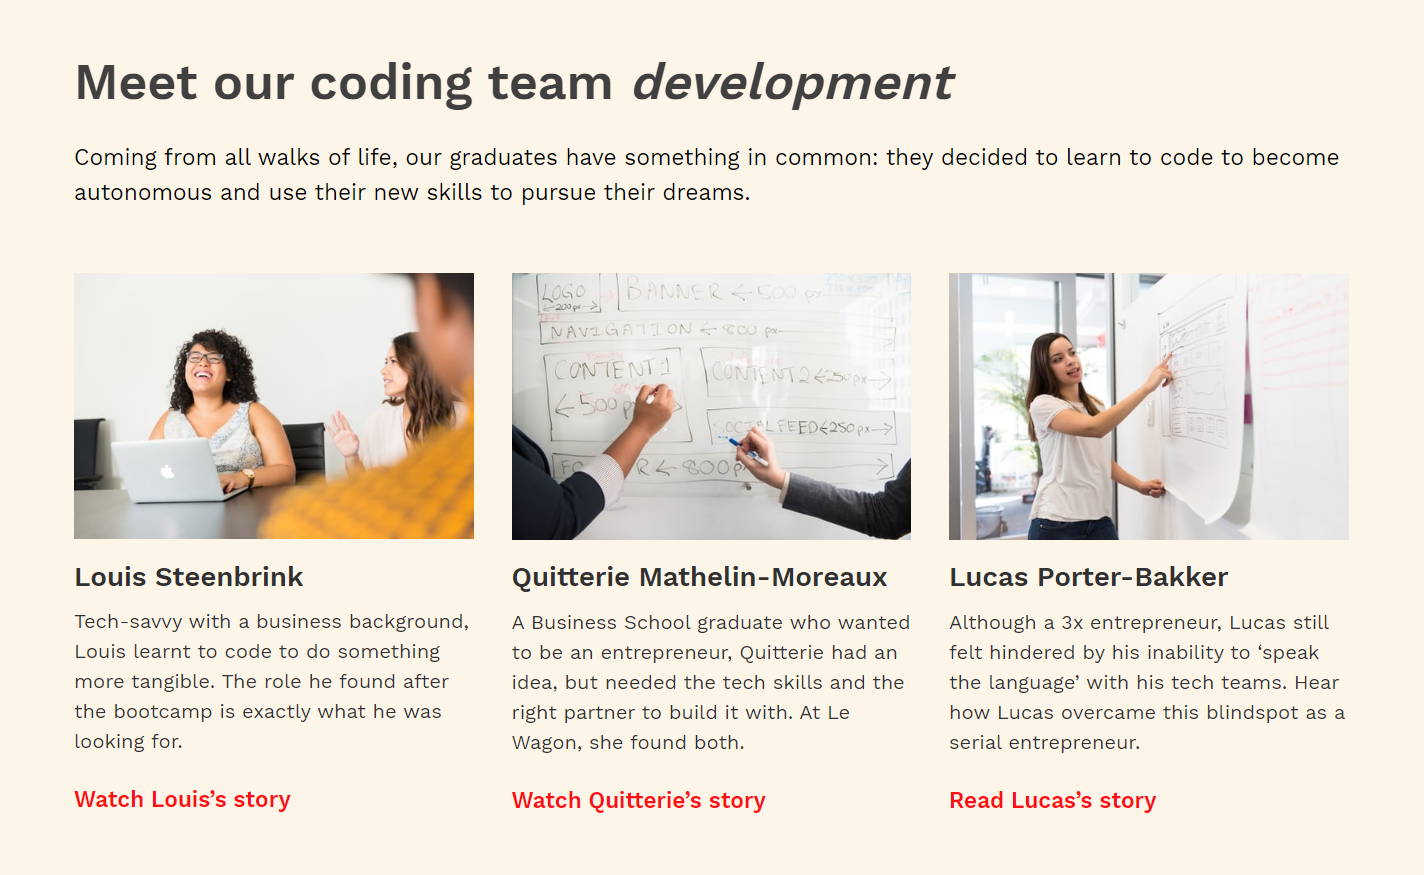 Meet our coding team development
Coming from all walks of life, our graduates have something in common: they decided to learn to code to become
autonomous and use their new skills to pursue their dreams.
LOGO
←200px→
BANNER ← 500 px
NAVIGATION ← 800 px
CONTENT 1
← 500 p
CONTENT 2 ← 250px →
SOCIAL FEED ← 250 px →
FO R ← 800p
Louis Steenbrink
Tech-savvy with a business background,
Louis learnt to code to do something
more tangible. The role he found after
the bootcamp is exactly what he was
looking for.
Watch Louis’s story
Quitterie Mathelin-Moreaux
A Business School graduate who wanted
to be an entrepreneur, Quitterie had an
idea, but needed the tech skills and the
right partner to build it with. At Le
Wagon, she found both.
Watch Quitterie’s story
Lucas Porter-Bakker
Although a 3x entrepreneur, Lucas still
felt hindered by his inability to ‘speak
the language’ with his tech teams. Hear
how Lucas overcame this blindspot as a
serial entrepreneur.
Read Lucas’s story